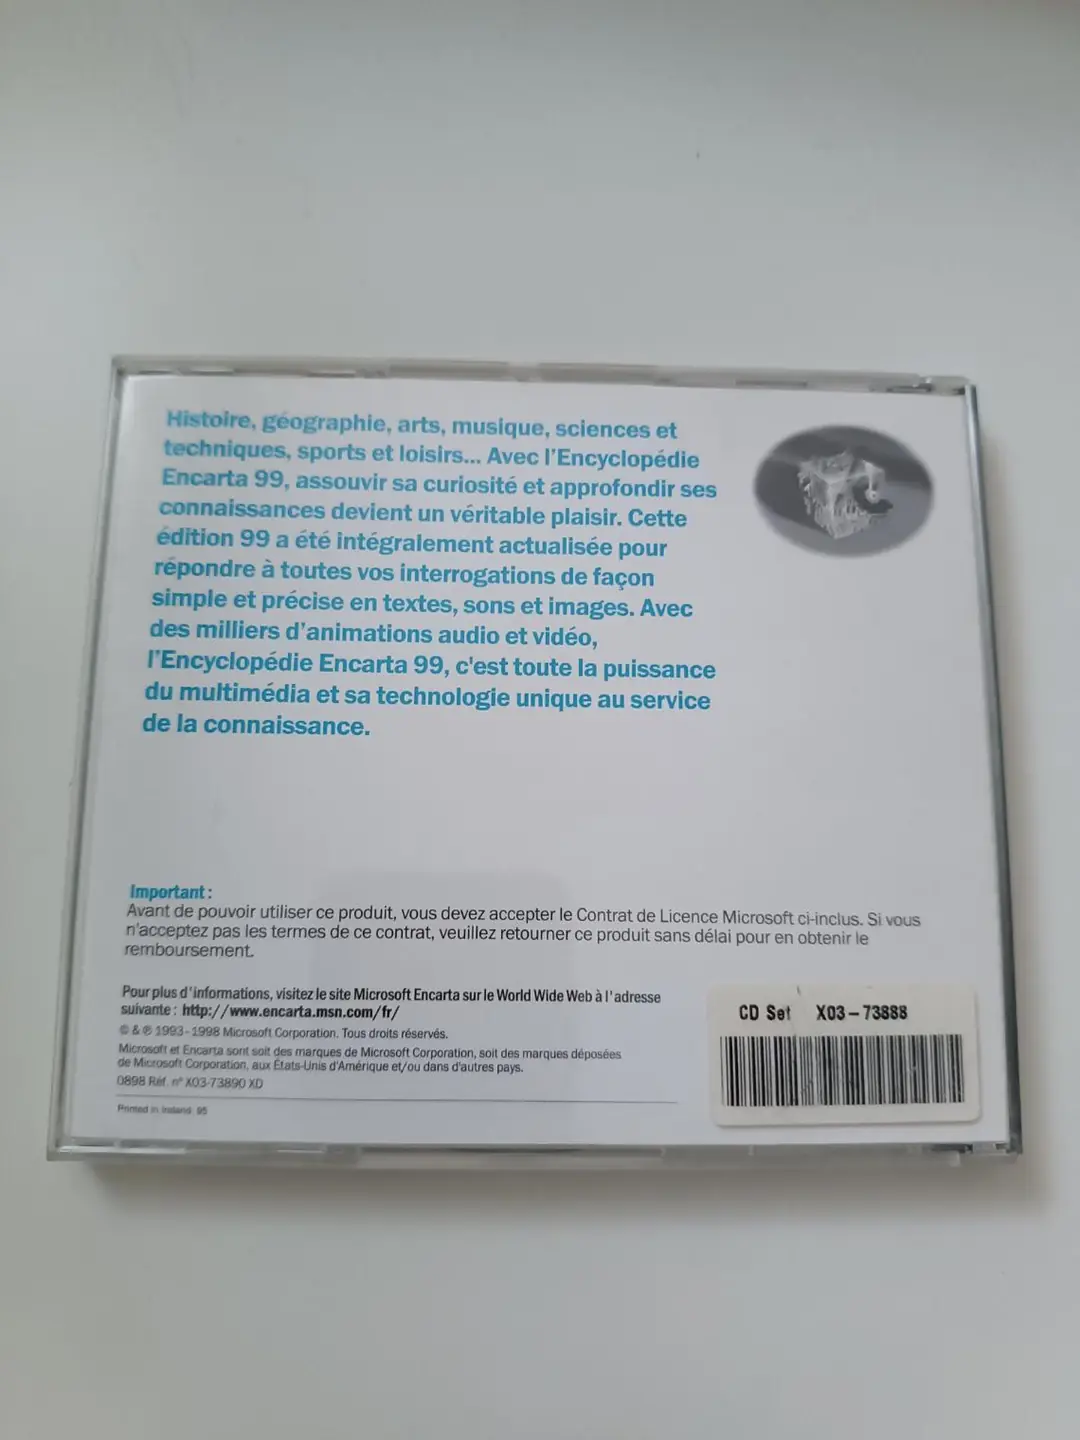 Histoire, géographie, arts, musique, sciences et
techniques, sports et loisirs... Avec l'Encyclopédie
Encarta 99, assouvir sa curiosité et approfondir ses
connaissances devient un véritable plaisir. Cette
édition 99 a été intégralement actualisée pour
répondre à toutes vos interrogations de façon
simple et précise en textes, sons et images. Avec
des milliers d'animations audio et vidéo,
l'Encyclopédie Encarta 99, c'est toute la puissance
du multimédia et sa technologie unique au service
de la connaissance.
Important :
Avant de pouvoir utiliser ce produit, vous devez accepter le Contrat de Licence Microsoft ci-inclus. Si vous
n'acceptez pas les termes de ce contrat, veuillez retourner ce produit sans délai pour en obtenir le
remboursement.
Pour plus d'informations, visitez le site Microsoft Encarta sur le World Wide Web à l'adresse
suivante : http://www.encarta.msn.com/fr/
© & ℗ 1993-1998 Microsoft Corporation. Tous droits réservés.
Microsoft et Encarta sont soit des marques de Microsoft Corporation, soit des marques déposées
de Microsoft Corporation, aux États-Unis d'Amérique et/ou dans d'autres pays.
0898 Réf. n° X03-73890 XD
Printed in Ireland 95
CD Set X03-73888